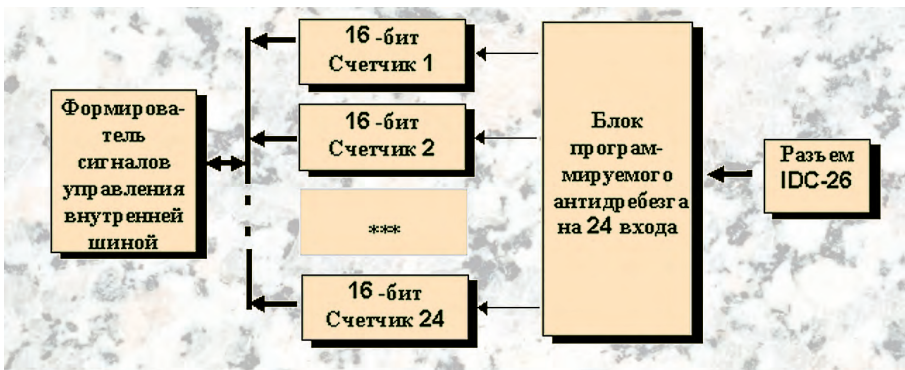 Формирова-
тель
сигналов
управления
внутренней
шиной
16 -бит
Счетчик 1
16 -бит
Счетчик 2
***
16 -бит
Счетчик 24
Блок
програм-
мируемого
антидребезга
на 24 входа
Разъем
IDC-26